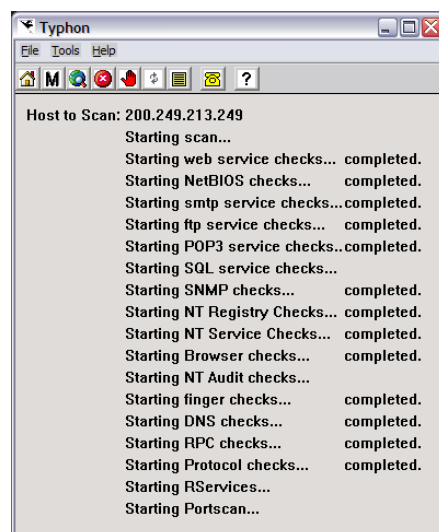 Typhon
File Tools Help
M ?
Host to Scan: 200.249.213.249
Starting scan...
Starting web service checks... completed.
Starting NetBIOS checks... completed.
Starting smtp service checks... completed.
Starting ftp service checks... completed.
Starting POP3 service checks.. completed.
Starting SQL service checks...
Starting SNMP checks... completed.
Starting NT Registry Checks... completed.
Starting NT Service Checks... completed.
Starting Browser checks... completed.
Starting NT Audit checks...
Starting finger checks... completed.
Starting DNS checks... completed.
Starting RPC checks... completed.
Starting Protocol checks... completed.
Starting RServices...
Starting Portscan...